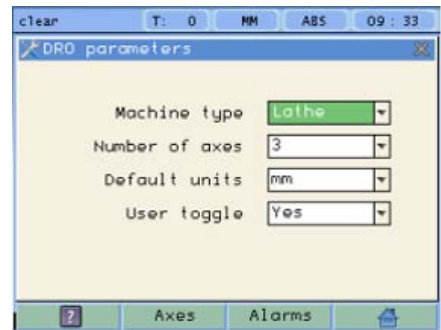 clear T: 0 MM ABS 09 : 33
DRO parameters
Machine type Lathe
Number of axes 3
Default units mm
User toggle Yes
? Axes Alarms